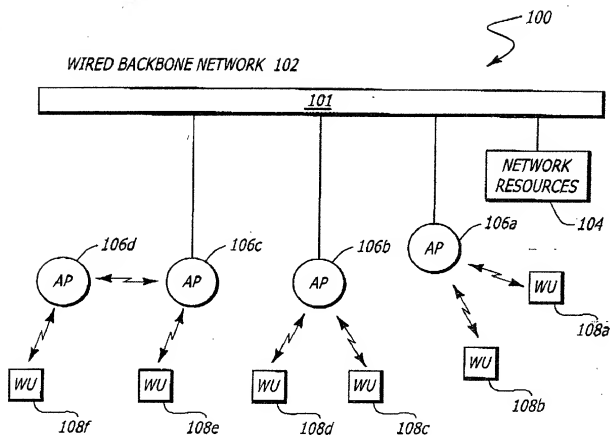 100
WIRED BACKBONE NETWORK 102
101
NETWORK
RESOURCES
104
106a
AP
106d
AP
106c
AP
106b
AP
WU
108a
WU
108b
WU
108f
WU
108e
WU
108d
WU
108c